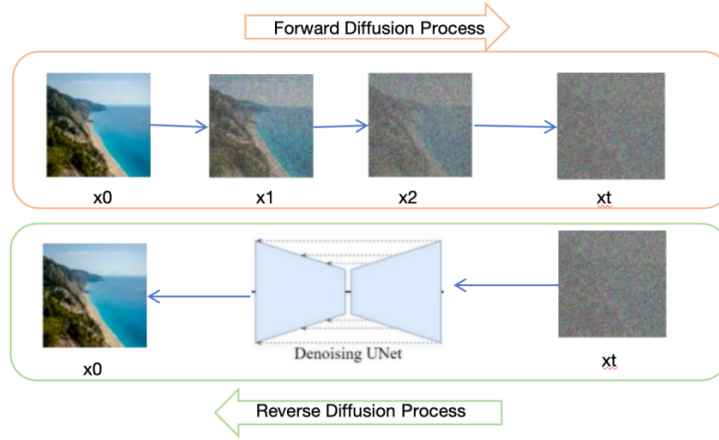 Forward Diffusion Process
x0
x1
x2
xt
Denoising UNet
x0
xt
Reverse Diffusion Process